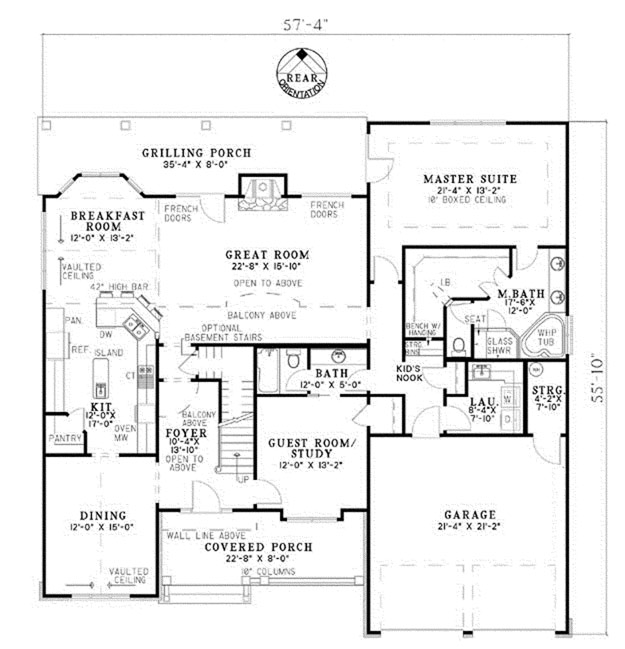 57'-4"
REAR
ORIENTATION
GRILLING PORCH
35'-4" X 8'-0"
MASTER SUITE
21'-4" X 13'-2"
10' BOXED CEILING
FRENCH
DOORS
FRENCH
DOORS
BREAKFAST
ROOM
12'-0" X 13'-2"
GREAT ROOM
22'-8" X 15'-10"
OPEN TO ABOVE
VAULTED
CEILING
42" HIGH BAR
BALCONY ABOVE
M.BATH
17'-6" X
12'-0"
SEAT
BENCH W/
HANGING
GLASS
SHWR
WHP
TUB
PAN.
DW
OPTIONAL
BASEMENT STAIRS
STRG
BINS
REF.
ISLAND
CT
BATH
12'-0" X 5'-0"
KID'S
NOOK
55'-10"
KIT.
12'-0"X
17'-0"
LAU.
8'-4"X
7'-10"
W
D
STRG.
4'-2"X
7'-10"
PANTRY
OVEN
MW
BALCONY
ABOVE
FOYER
10'-4"X
13'-10"
OPEN TO
ABOVE
UP
GUEST ROOM/
STUDY
12'-0" X 13'-2"
DINING
12'-0" X 15'-0"
GARAGE
21'-4" X 21'-2"
WALL LINE ABOVE
COVERED PORCH
22'-8" X 8'-0"
10" COLUMNS
VAULTED
CEILING